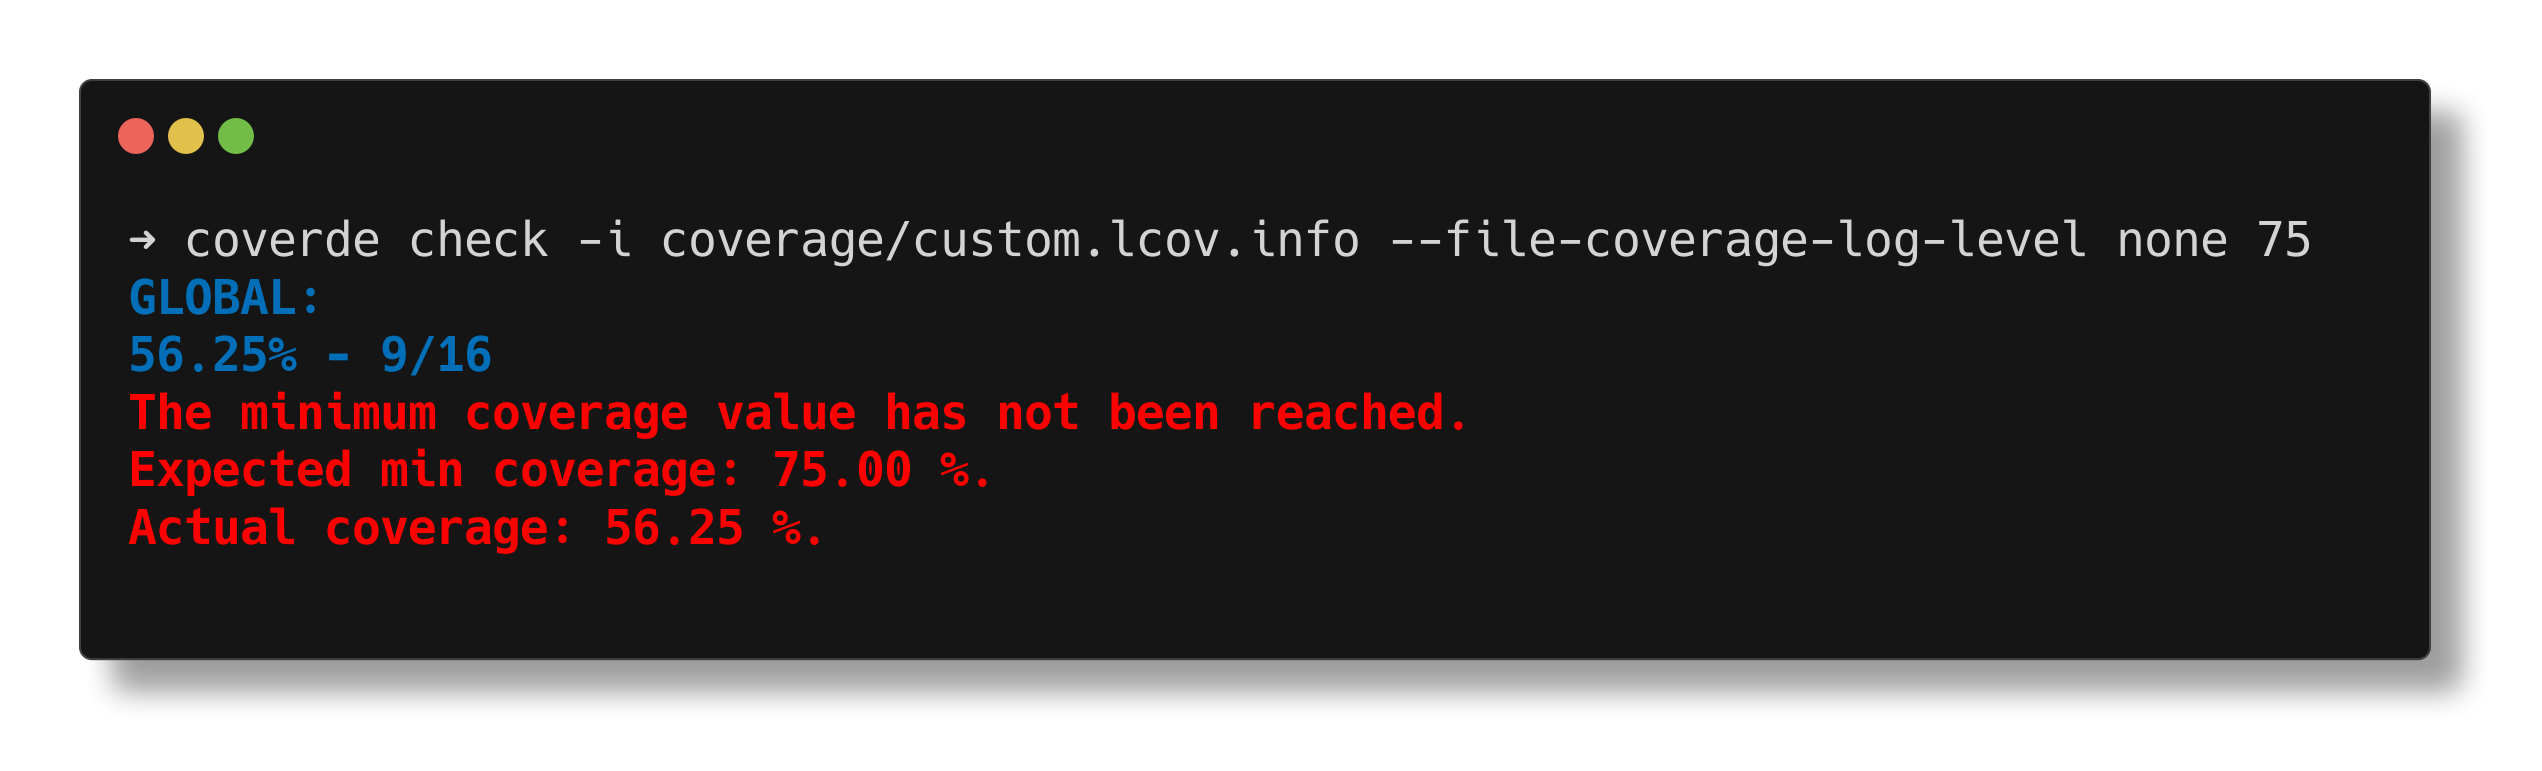 ➜ coverde check -i coverage/custom.lcov.info --file-coverage-log-level none 75
GLOBAL:
56.25% - 9/16
The minimum coverage value has not been reached.
Expected min coverage: 75.00 %.
Actual coverage: 56.25 %.